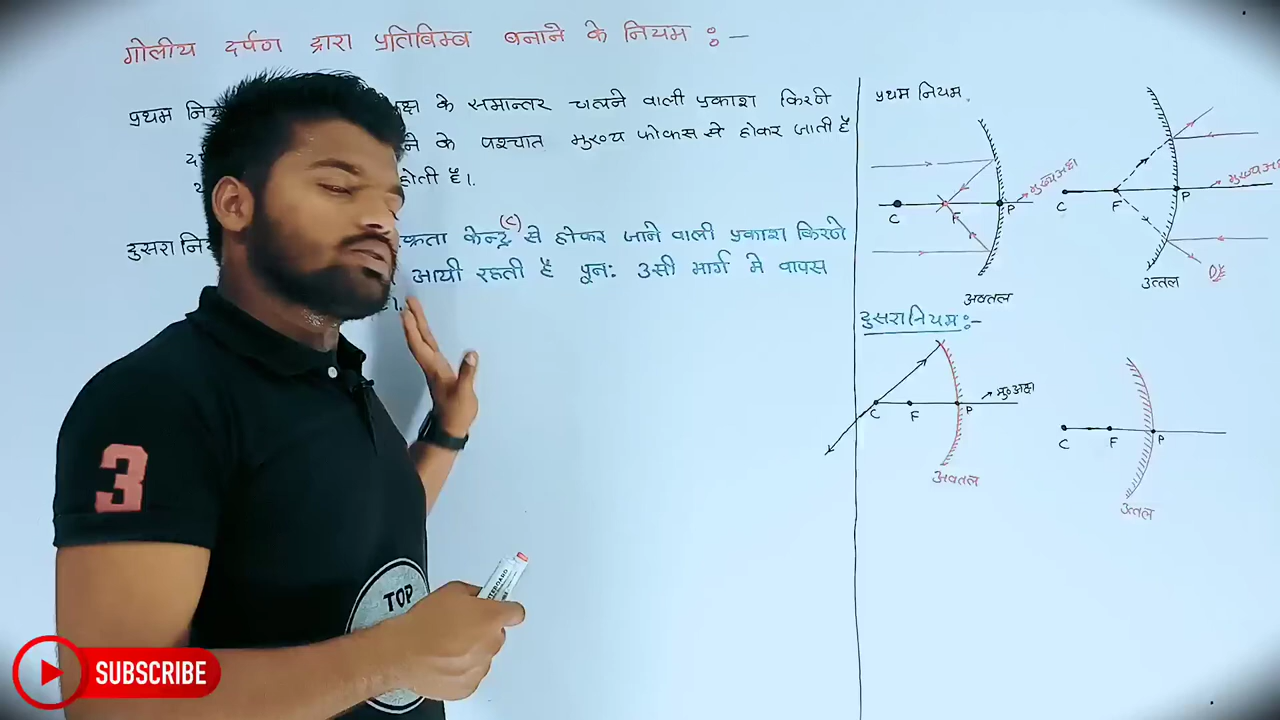 गोलीय दर्पण द्वारा प्रतिबिम्ब बनाने के नियम :-
प्रथम के समान्तर चलने वाली प्रकाश किरणे
के पश्चात मुख्य फोकस से होकर जाती है
होती है।
दुसरा केन्द्र (C) से होकर जाने वाली प्रकाश किरणे
आयी रहती है पून: उसी मार्ग मे वापस
प्रथम नियम
C F P मुख्य अक्ष
अवतल
C F P मुख्य अक्ष
उत्तल
दुसरा नियम :-
C F P मु० अक्ष
अवतल
C F P
उत्तल
3
TOP
SUBSCRIBE